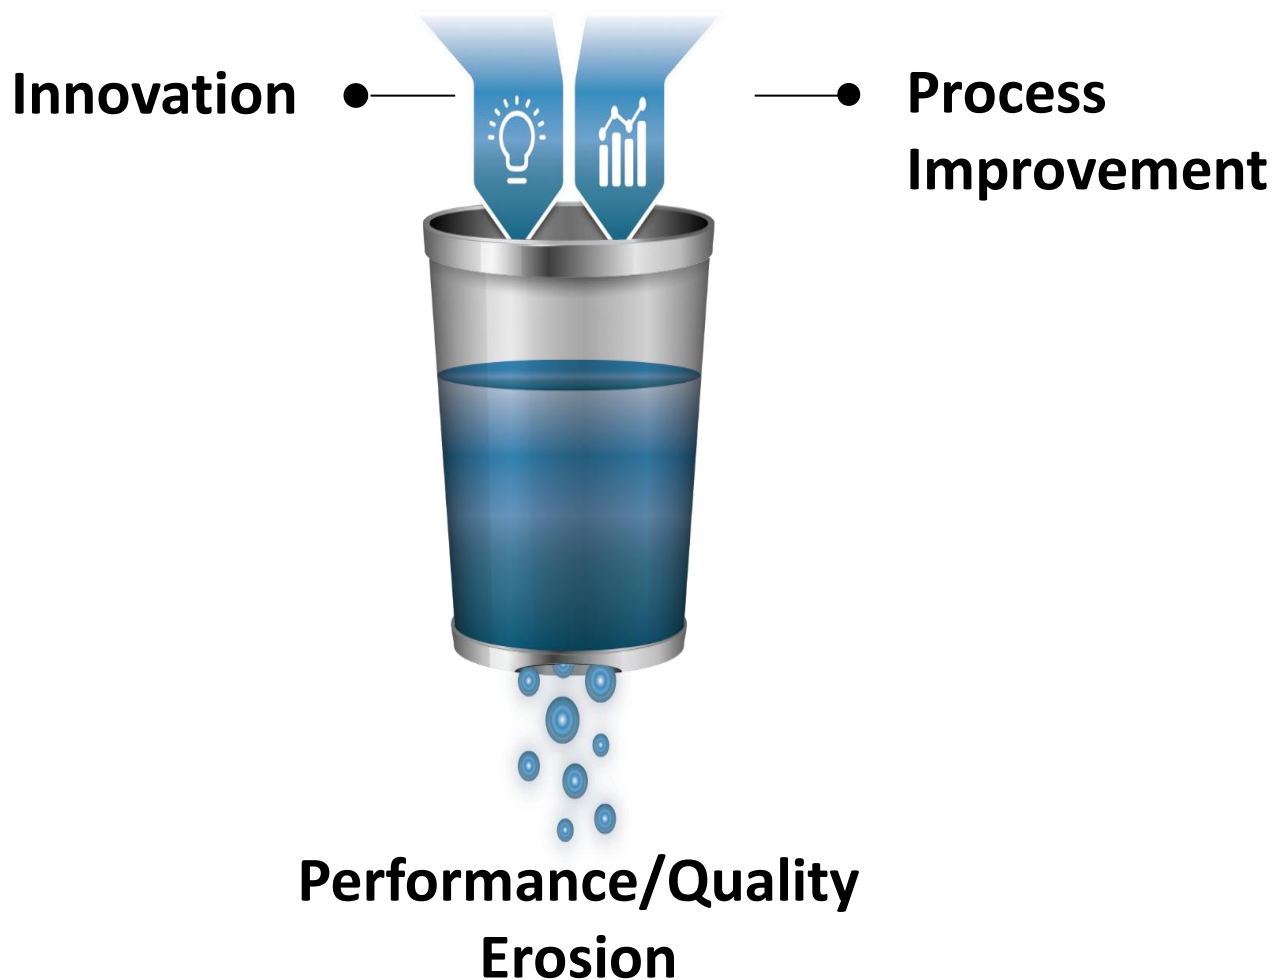 Innovation
Process
Improvement
Performance/Quality
Erosion